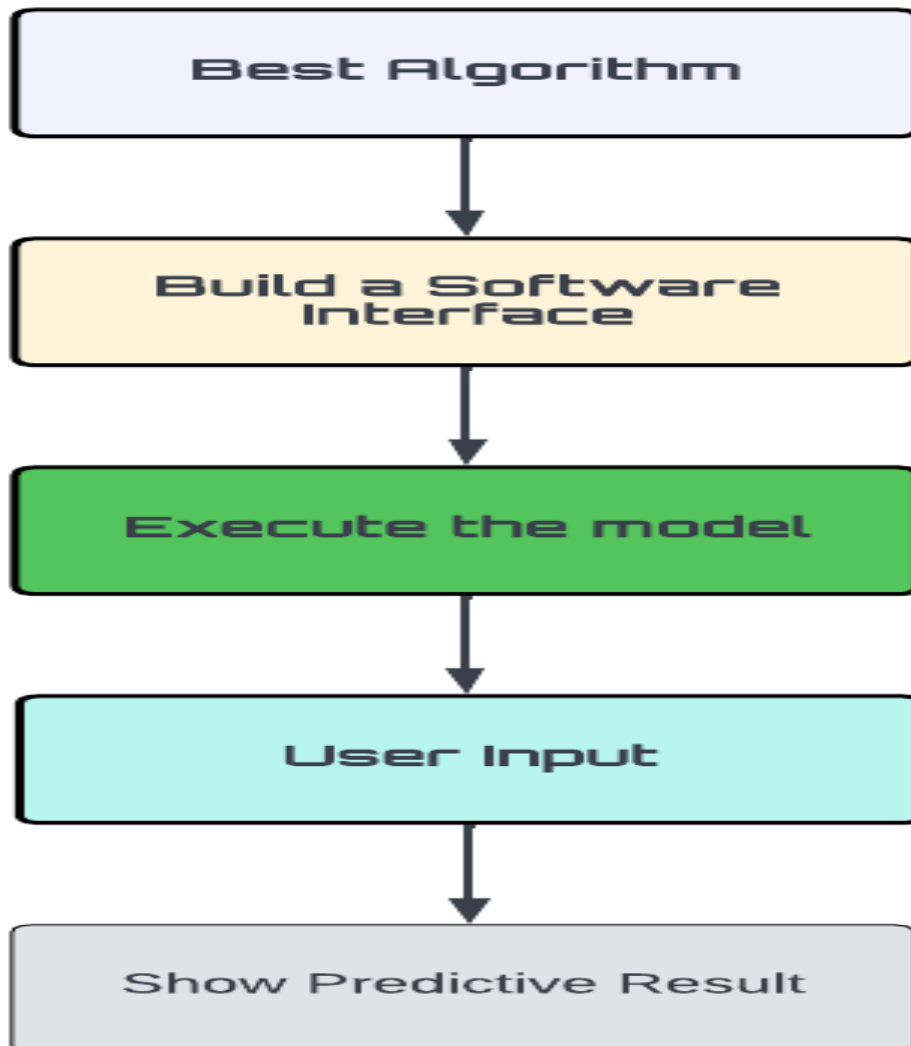 Best Algorithm
Build a Software
Interface
Execute the model
User Input
Show Predictive Result